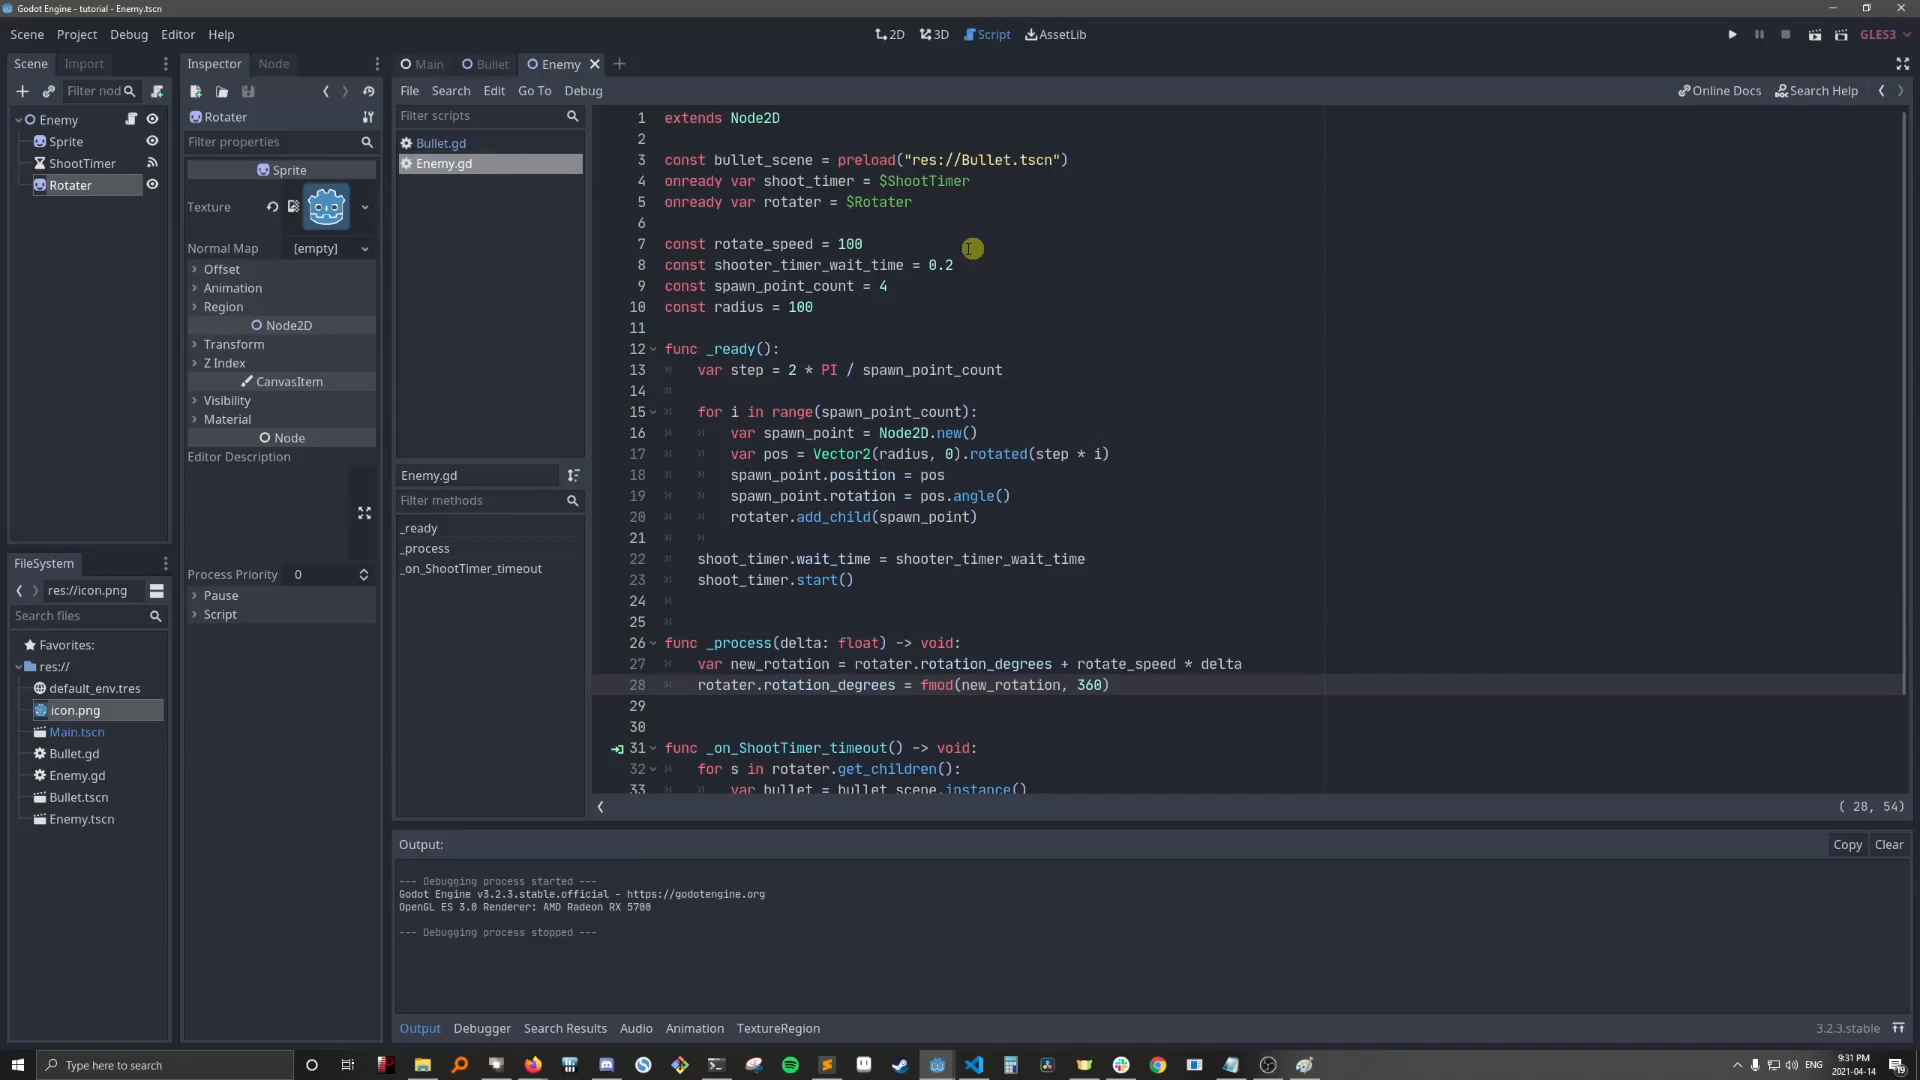 Godot Engine - tutorial - Enemy.tscn
Scene Project Debug Editor Help
2D 3D Script AssetLib
GLES3
Scene Import
Inspector Node
Main Bullet Enemy
Filter nod
File Search Edit Go To Debug
Online Docs Search Help
Enemy
Sprite
ShootTimer
Rotater
Rotater
Filter properties
Sprite
Texture
Normal Map [empty]
Offset
Animation
Region
Node2D
Transform
Z Index
CanvasItem
Visibility
Material
Node
Editor Description
Process Priority 0
Pause
Script
FileSystem
res://icon.png
Search files
Favorites:
res://
default_env.tres
icon.png
Main.tscn
Bullet.gd
Enemy.gd
Bullet.tscn
Enemy.tscn
Filter scripts
Bullet.gd
Enemy.gd
Enemy.gd
Filter methods
_ready
_process
_on_ShootTimer_timeout
1 extends Node2D
2
3 const bullet_scene = preload("res://Bullet.tscn")
4 onready var shoot_timer = $ShootTimer
5 onready var rotater = $Rotater
6
7 const rotate_speed = 100
8 const shooter_timer_wait_time = 0.2
9 const spawn_point_count = 4
10 const radius = 100
11
12 func _ready():
13 var step = 2 * PI / spawn_point_count
14
15 for i in range(spawn_point_count):
16 var spawn_point = Node2D.new()
17 var pos = Vector2(radius, 0).rotated(step * i)
18 spawn_point.position = pos
19 spawn_point.rotation = pos.angle()
20 rotater.add_child(spawn_point)
21
22 shoot_timer.wait_time = shooter_timer_wait_time
23 shoot_timer.start()
24
25
26 func _process(delta: float) -> void:
27 var new_rotation = rotater.rotation_degrees + rotate_speed * delta
28 rotater.rotation_degrees = fmod(new_rotation, 360)
29
30
31 func _on_ShootTimer_timeout() -> void:
32 for s in rotater.get_children():
33 var bullet = bullet_scene.instance()
( 28, 54)
Output:
Copy Clear
--- Debugging process started ---
Godot Engine v3.2.3.stable.official - https://godotengine.org
OpenGL ES 3.0 Renderer: AMD Radeon RX 5700
--- Debugging process stopped ---
Output Debugger Search Results Audio Animation TextureRegion
3.2.3.stable
Type here to search
ENG
9:31 PM
2021-04-14